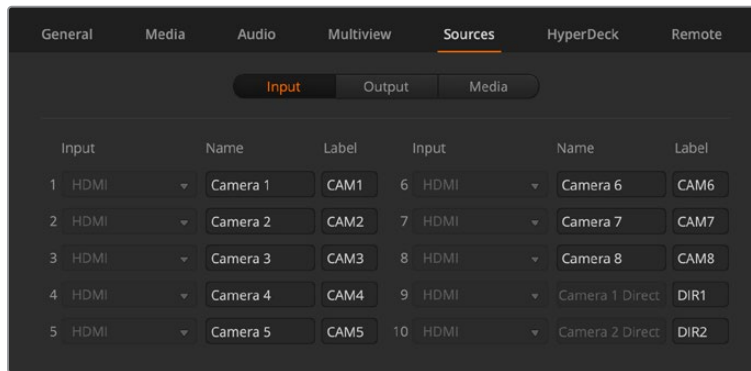 General Media Audio Multiview Sources HyperDeck Remote
Input Output Media
Input Name Label Input Name Label
1 HDMI Camera 1 CAM1 6 HDMI Camera 6 CAM6
2 HDMI Camera 2 CAM2 7 HDMI Camera 7 CAM7
3 HDMI Camera 3 CAM3 8 HDMI Camera 8 CAM8
4 HDMI Camera 4 CAM4 9 HDMI Camera 1 Direct DIR1
5 HDMI Camera 5 CAM5 10 HDMI Camera 2 Direct DIR2